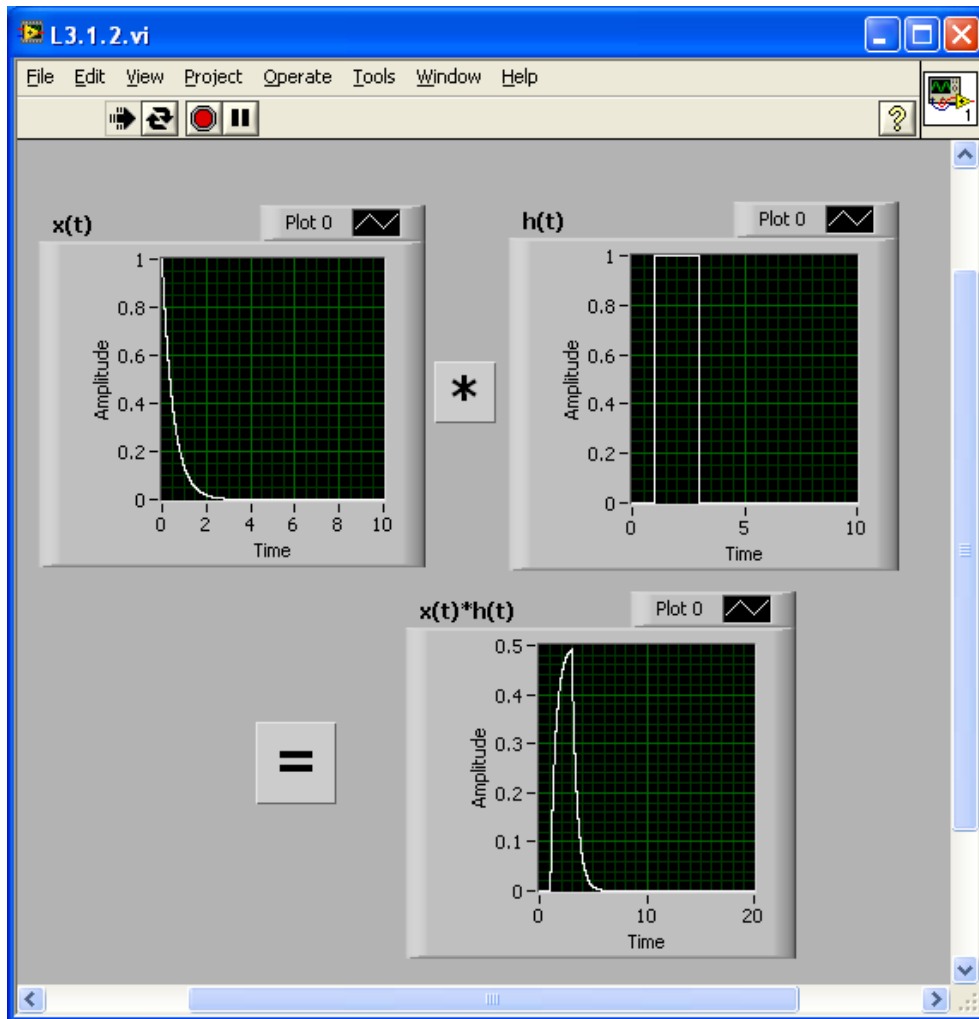 L3.1.2.vi
File Edit View Project Operate Tools Window Help
?
1
x(t)
Plot 0
1
0.8
0.6
0.4
0.2
0
Amplitude
0 2 4 6 8 10
Time
*
h(t)
Plot 0
1
0.8
0.6
0.4
0.2
0
Amplitude
0 5 10
Time
=
x(t)*h(t)
Plot 0
0.5
0.4
0.3
0.2
0.1
0
Amplitude
0 10 20
Time